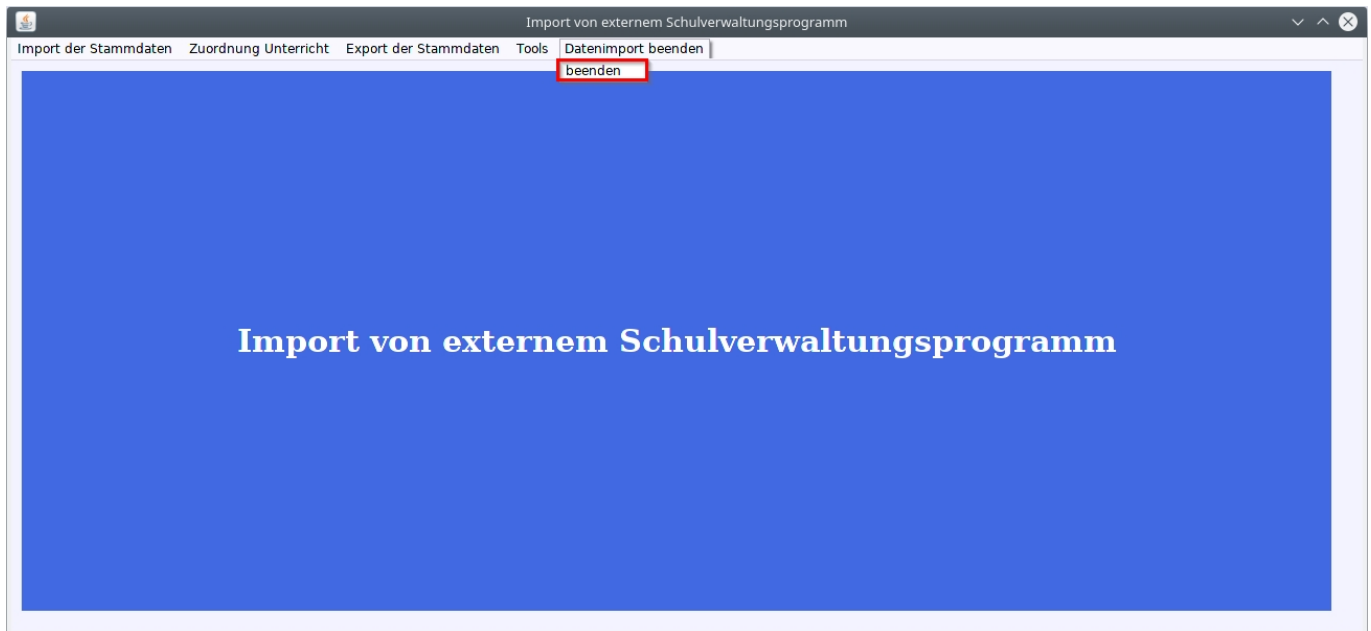 Import von externem Schulverwaltungsprogramm
Import der Stammdaten Zuordnung Unterricht Export der Stammdaten Tools Datenimport beenden
beenden
Import von externem Schulverwaltungsprogramm